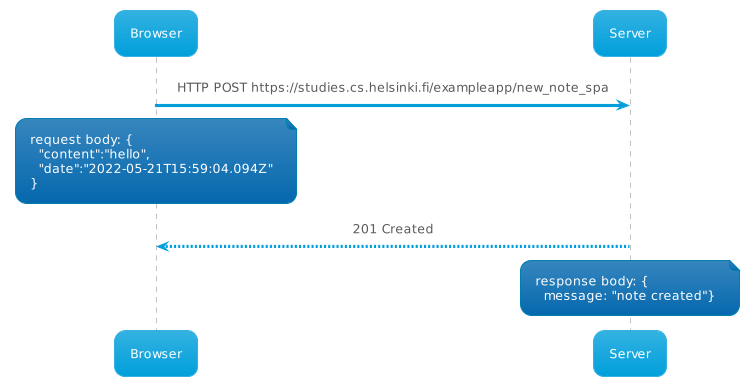 Browser
Server
HTTP POST https://studies.cs.helsinki.fi/exampleapp/new_note_spa
request body: {
"content":"hello",
"date":"2022-05-21T15:59:04.094Z"
}
201 Created
response body: {
message: "note created"}
Browser
Server